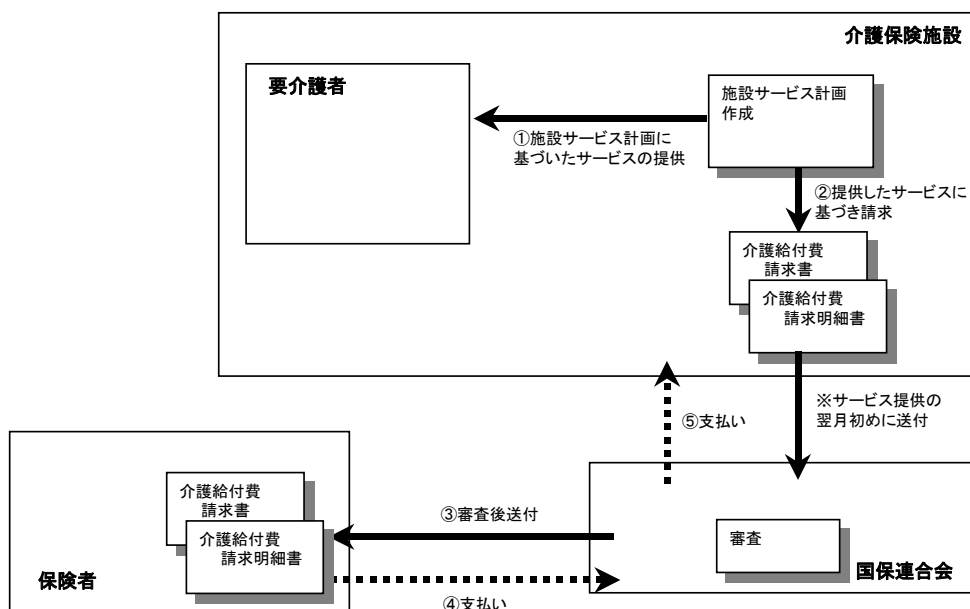 介護保険施設
要介護者
施設サービス計画
作成
①施設サービス計画に
基づいたサービスの提供
②提供したサービスに
基づき請求
介護給付費
請求書
介護給付費
請求明細書
※サービス提供の
翌月初めに送付
⑤支払い
介護給付費
請求書
介護給付費
請求明細書
保険者
③審査後送付
④支払い
審査
国保連合会